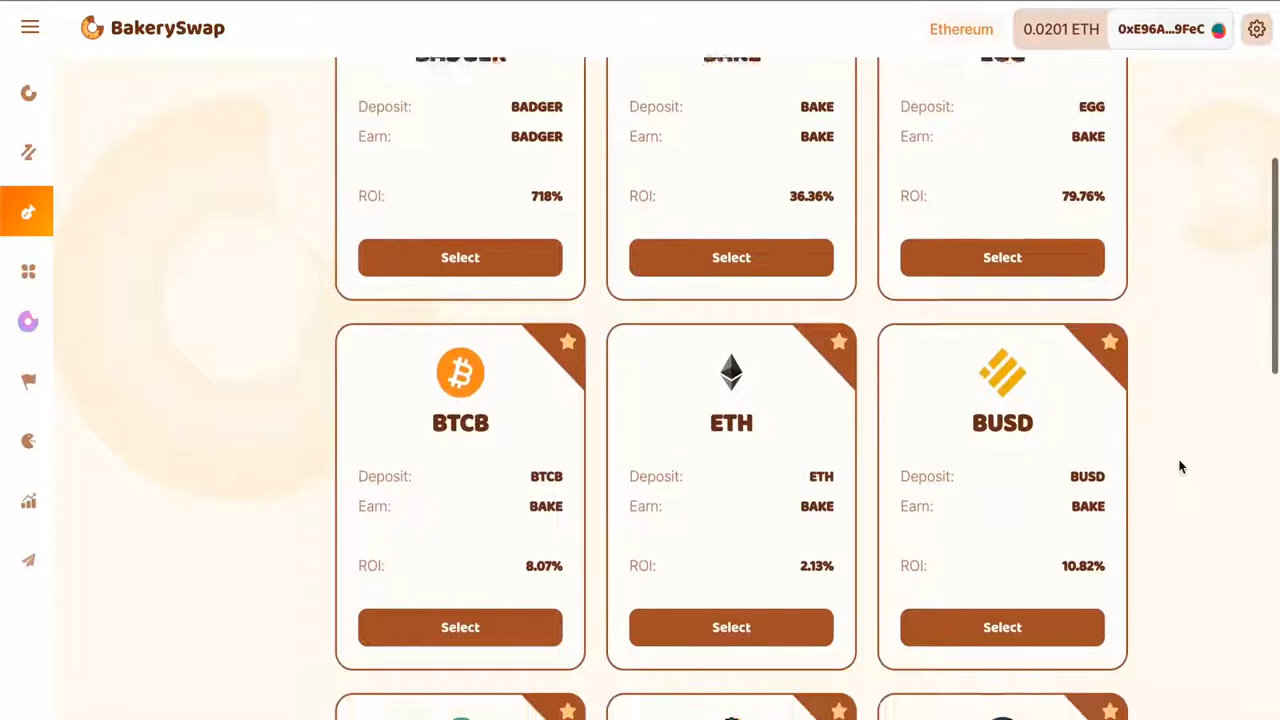 BakerySwap
Ethereum
0.0201 ETH
0xE96A...9FeC
Deposit: BADGER
Earn: BADGER
ROI: 718%
Select
Deposit: BAKE
Earn: BAKE
ROI: 36.36%
Select
Deposit: EGG
Earn: BAKE
ROI: 79.76%
Select
BTCB
Deposit: BTCB
Earn: BAKE
ROI: 8.07%
Select
ETH
Deposit: ETH
Earn: BAKE
ROI: 2.13%
Select
BUSD
Deposit: BUSD
Earn: BAKE
ROI: 10.82%
Select